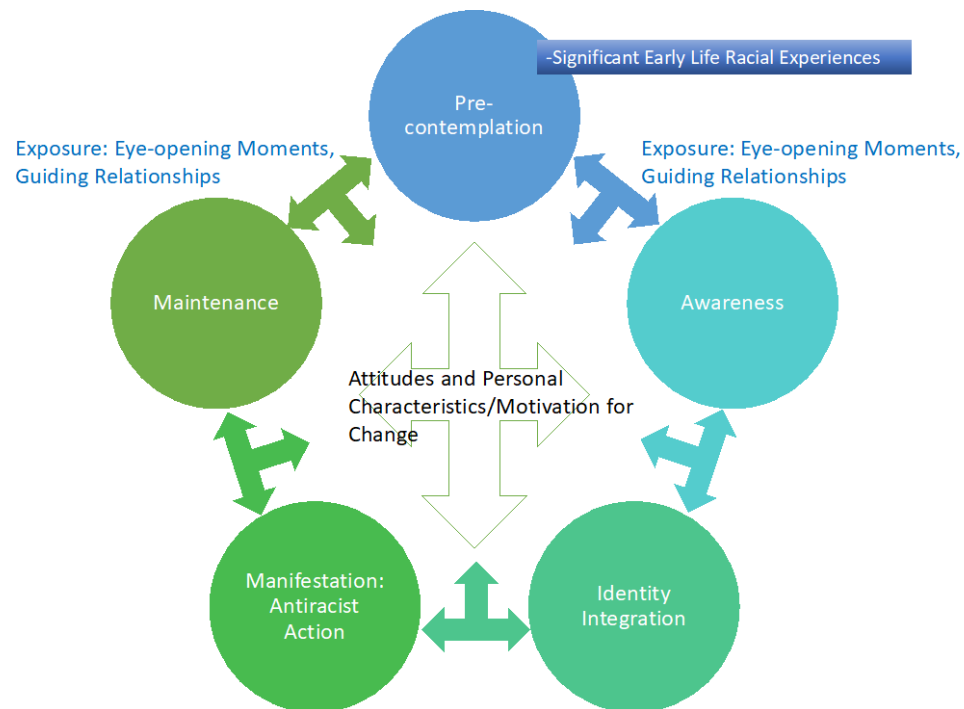 -Significant Early Life Racial Experiences
Pre-
contemplation
Exposure: Eye-opening Moments,
Guiding Relationships
Exposure: Eye-opening Moments,
Guiding Relationships
Maintenance
Awareness
Attitudes and Personal
Characteristics/Motivation for
Change
Manifestation:
Antiracist
Action
Identity
Integration